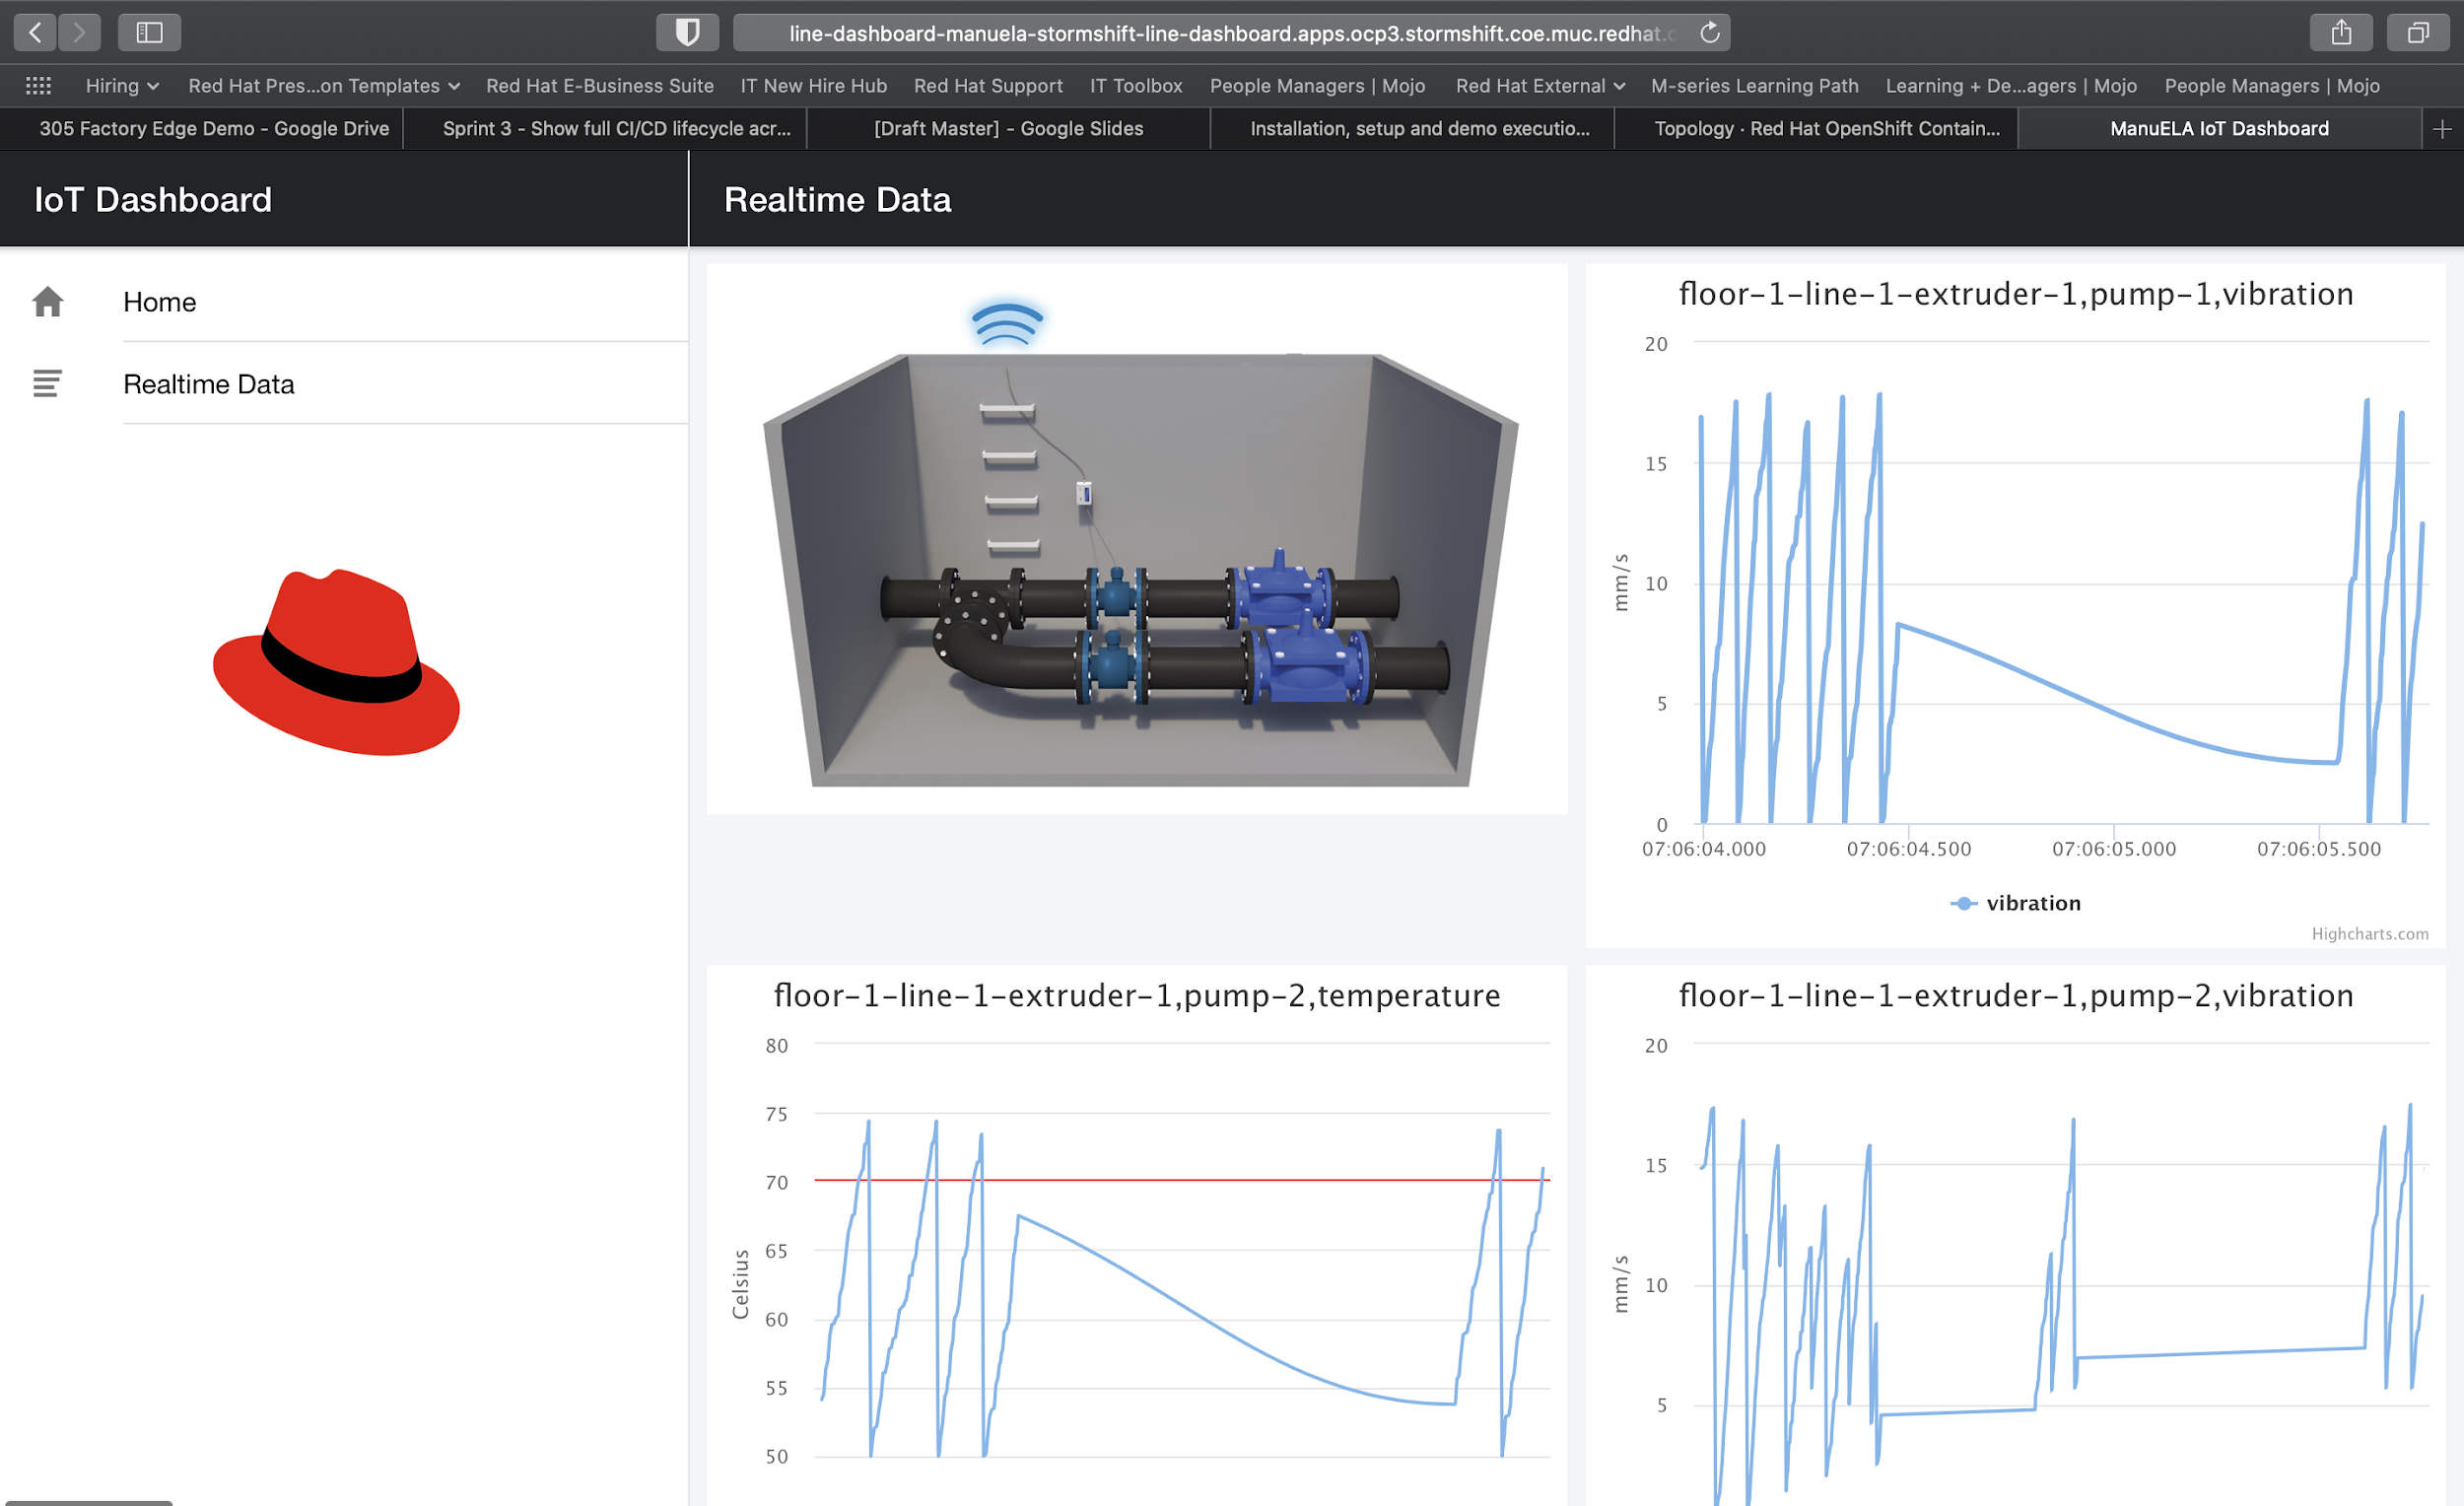 line-dashboard-manuela-stormshift-line-dashboard.apps.ocp3.stormshift.coe.muc.redhat.
Hiring Red Hat Pres...on Templates Red Hat E-Business Suite IT New Hire Hub Red Hat Support IT Toolbox People Managers | Mojo Red Hat External M-series Learning Path Learning + De...agers | Mojo People Managers | Mojo
305 Factory Edge Demo - Google Drive Sprint 3 - Show full CI/CD lifecycle acr... [Draft Master] - Google Slides Installation, setup and demo executio... Topology · Red Hat OpenShift Contain... ManuELA IoT Dashboard
IoT Dashboard
Realtime Data
Home
Realtime Data
floor-1-line-1-extruder-1,pump-1,vibration
20
15
10
5
0
mm/s
07:06:04.000 07:06:04.500 07:06:05.000 07:06:05.500
vibration
Highcharts.com
floor-1-line-1-extruder-1,pump-2,temperature
80
75
70
65
60
55
50
Celsius
floor-1-line-1-extruder-1,pump-2,vibration
20
15
10
5
mm/s